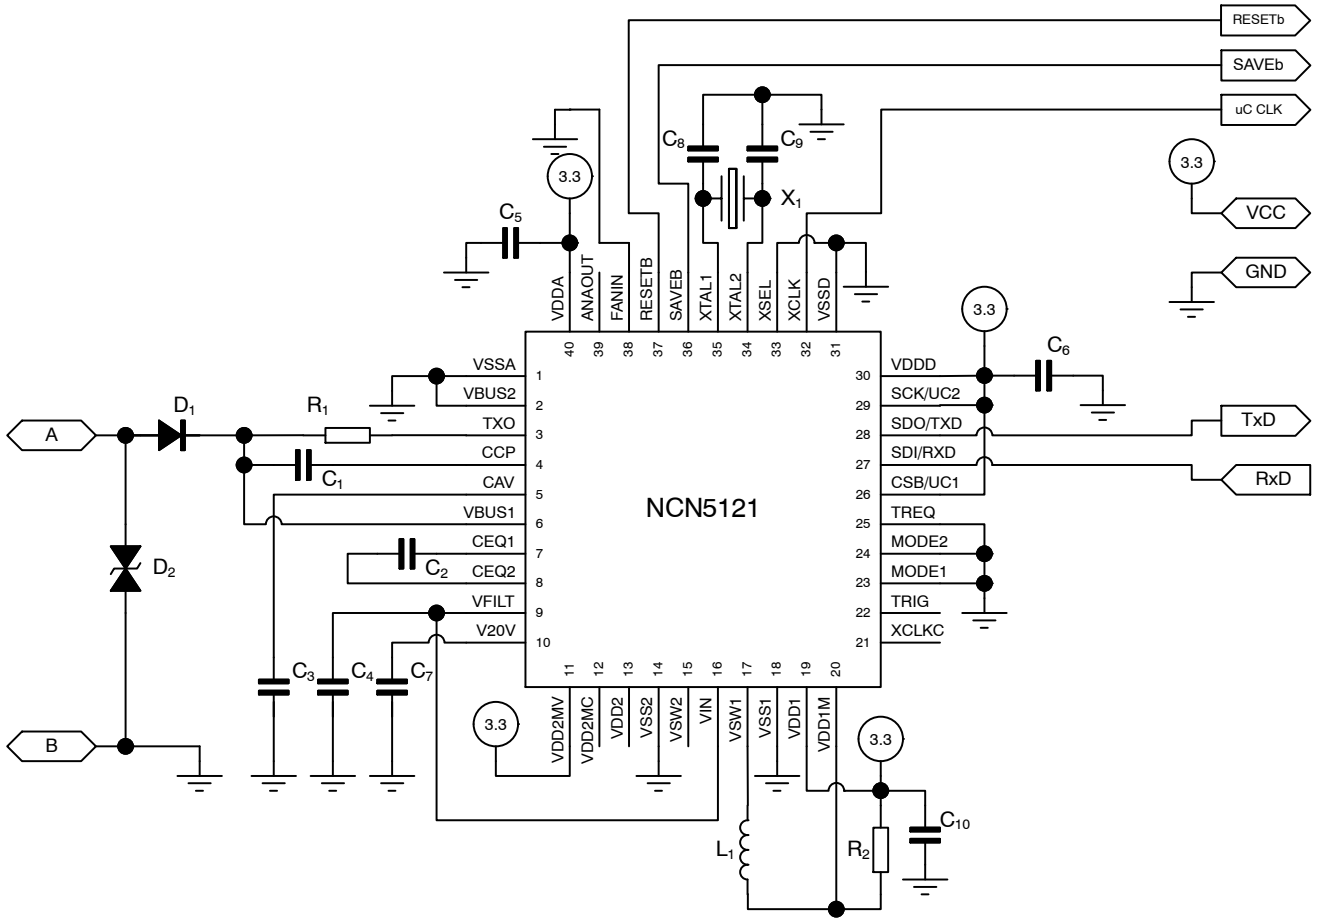 RESETb
SAVEb
uC CLK
C8
C9
3.3
3.3
X1
C5
VCC
GND
VDDA
ANAOUT
FANIN
RESETB
SAVEB
XTAL1
XTAL2
XSEL
XCLK
VSSD
3.3
40
39
38
37
36
35
34
33
32
31
C6
VSSA
1
30
VDDD
VBUS2
2
29
SCK/UC2
A
D1
R1
TXO
3
28
SDO/TXD
TxD
C1
CCP
4
27
SDI/RXD
RxD
CAV
5
26
CSB/UC1
NCN5121
VBUS1
6
25
TREQ
C2
CEQ1
7
24
MODE2
D2
CEQ2
8
23
MODE1
VFILT
9
22
TRIG
V20V
10
21
XCLKC
C3
C4
C7
11
12
13
14
15
16
17
18
19
20
3.3
VDD2MV
VDD2MC
VDD2
VSS2
VSW2
VIN
VSW1
VSS1
VDD1
VDD1M
3.3
B
L1
R2
C10